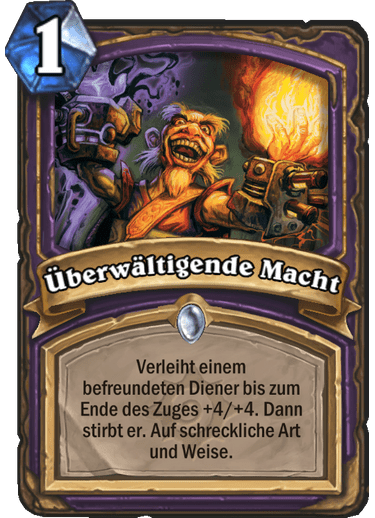 1
Überwältigende Macht
Verleiht einem
befreundeten Diener bis zum
Ende des Zuges +4/+4. Dann
stirbt er. Auf schreckliche Art
und Weise.